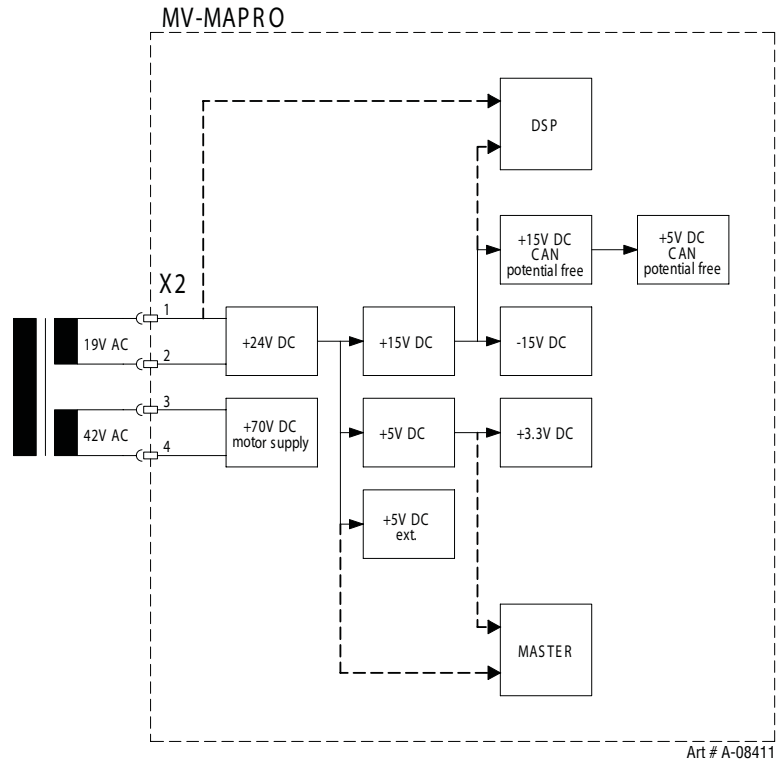 MV-MAPRO
DSP
+15V DC
CAN
potential free
+5V DC
CAN
potential free
X2
1
19V AC
2
+24V DC
+15V DC
-15V DC
3
42V AC
4
+70V DC
motor supply
+5V DC
+3.3V DC
+5V DC
ext.
MASTER
Art # A-08411